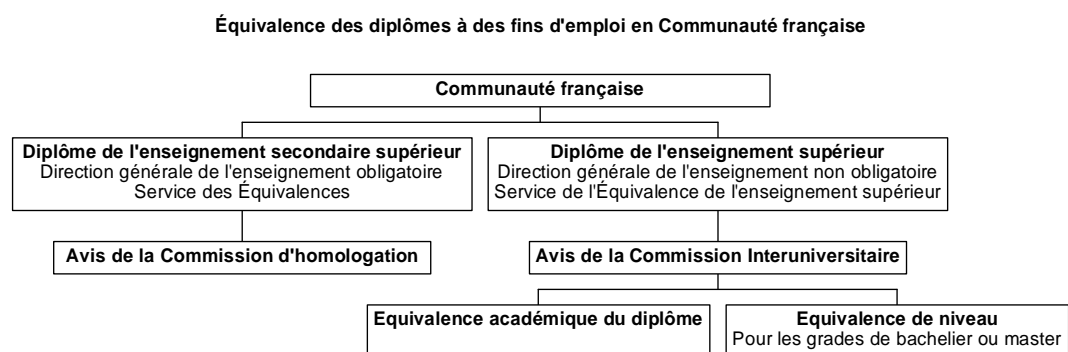 Équivalence des diplômes à des fins d'emploi en Communauté française
Communauté française
Diplôme de l'enseignement secondaire supérieur
Direction générale de l'enseignement obligatoire
Service des Équivalences
Diplôme de l'enseignement supérieur
Direction générale de l'enseignement non obligatoire
Service de l'Équivalence de l'enseignement supérieur
Avis de la Commission d'homologation
Avis de la Commission Interuniversitaire
Equivalence académique du diplôme
Equivalence de niveau
Pour les grades de bachelier ou master